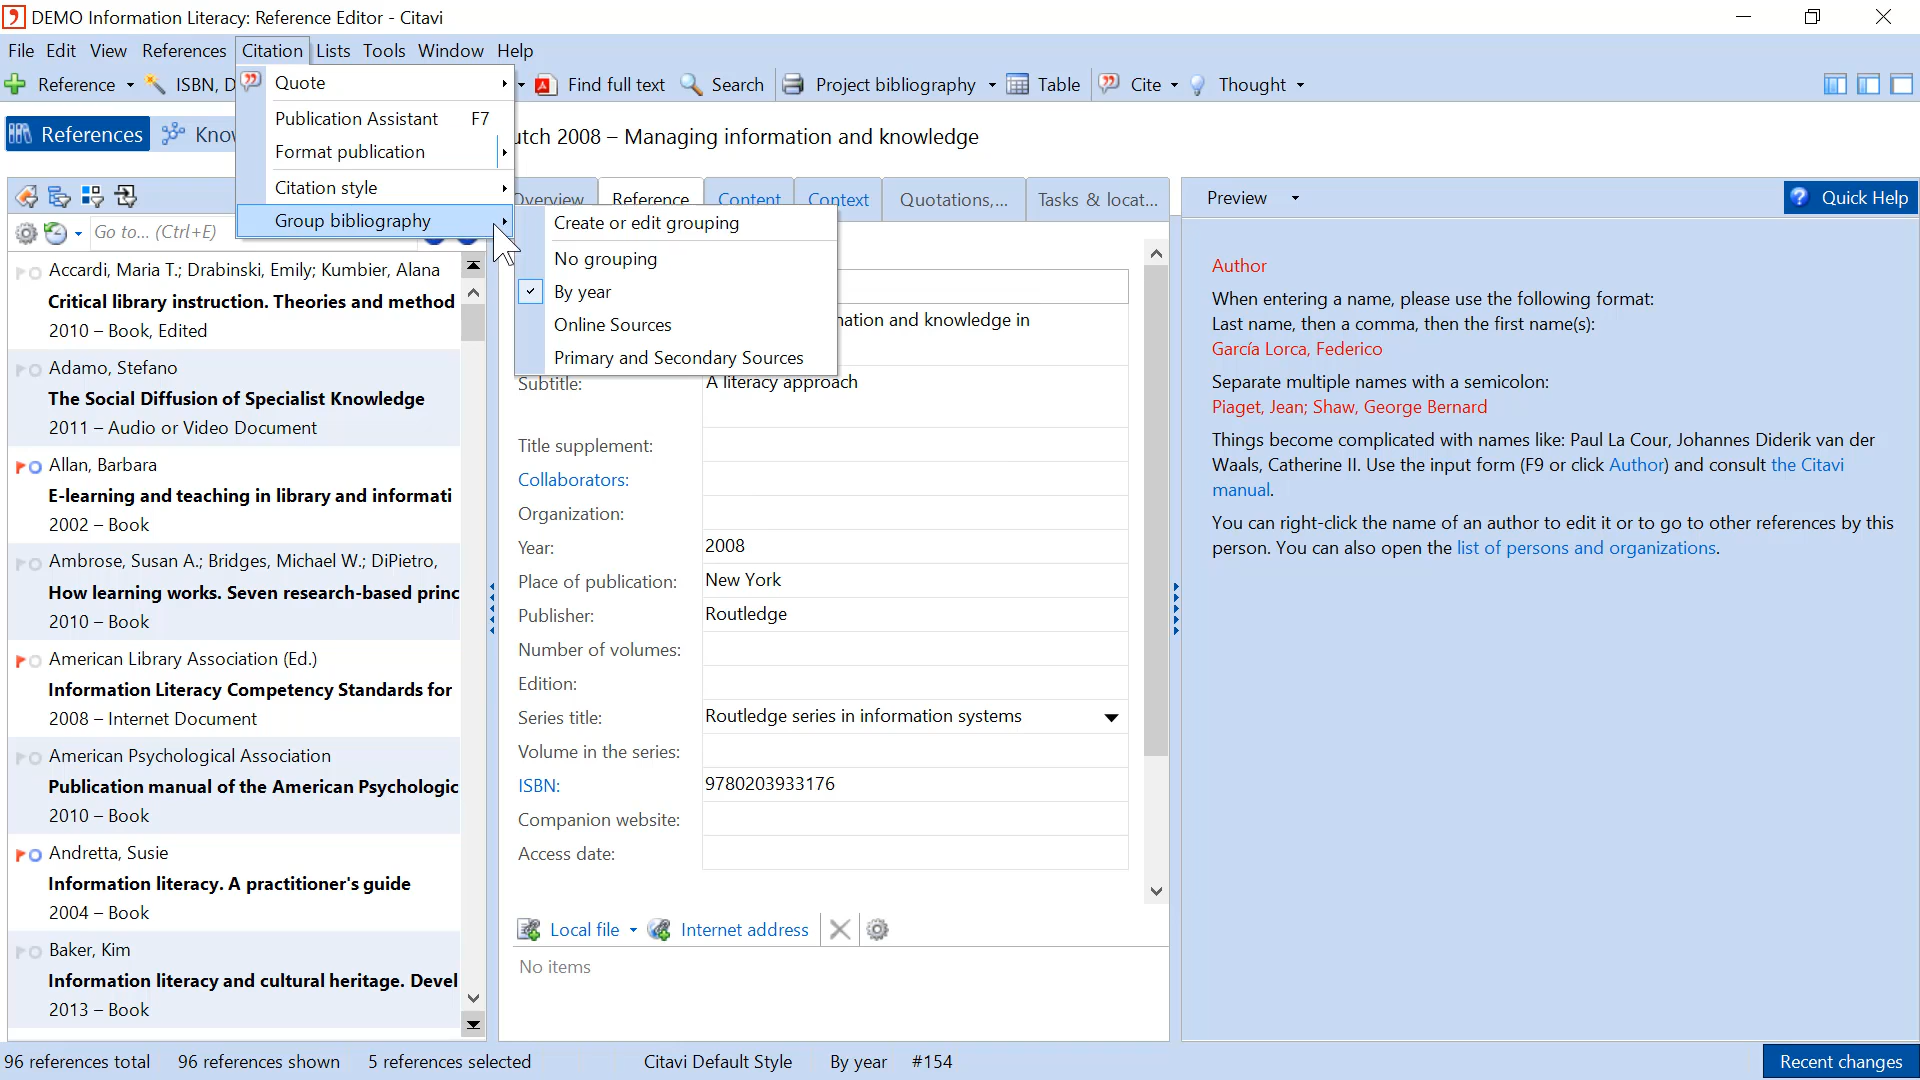 DEMO Information Literacy: Reference Editor - Citavi
File Edit View References Citation Lists Tools Window Help
Reference ISBN, D Find full text Search Project bibliography Table Cite Thought
References Know utch 2008 – Managing information and knowledge
Quote
Publication Assistant F7
Format publication
Citation style
Group bibliography
Create or edit grouping
No grouping
By year
Online Sources
Primary and Secondary Sources
Go to... (Ctrl+E)
Accardi, Maria T.; Drabinski, Emily; Kumbier, Alana
Critical library instruction. Theories and method
2010 – Book, Edited
Adamo, Stefano
The Social Diffusion of Specialist Knowledge
2011 – Audio or Video Document
Allan, Barbara
E-learning and teaching in library and informati
2002 – Book
Ambrose, Susan A.; Bridges, Michael W.; DiPietro,
How learning works. Seven research-based princ
2010 – Book
American Library Association (Ed.)
Information Literacy Competency Standards for
2008 – Internet Document
American Psychological Association
Publication manual of the American Psychologic
2010 – Book
Andretta, Susie
Information literacy. A practitioner's guide
2004 – Book
Baker, Kim
Information literacy and cultural heritage. Devel
2013 – Book
Overview Reference Content Context Quotations,... Tasks & locat...
nation and knowledge in
Subtitle: A literacy approach
Title supplement:
Collaborators:
Organization:
Year: 2008
Place of publication: New York
Publisher: Routledge
Number of volumes:
Edition:
Series title: Routledge series in information systems
Volume in the series:
ISBN: 9780203933176
Companion website:
Access date:
Local file Internet address
No items
Preview Quick Help
Author
When entering a name, please use the following format:
Last name, then a comma, then the first name(s):
García Lorca, Federico
Separate multiple names with a semicolon:
Piaget, Jean; Shaw, George Bernard
Things become complicated with names like: Paul La Cour, Johannes Diderik van der
Waals, Catherine II. Use the input form (F9 or click Author) and consult the Citavi
manual.
You can right-click the name of an author to edit it or to go to other references by this
person. You can also open the list of persons and organizations.
96 references total 96 references shown 5 references selected Citavi Default Style By year #154 Recent changes